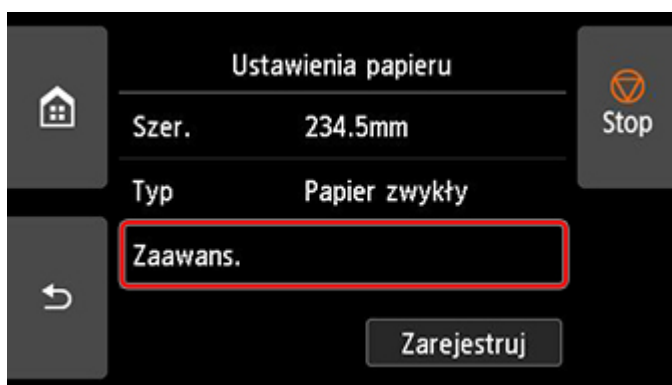 Ustawienia papieru
Stop
Szer. 234.5mm
Typ Papier zwykły
Zaawans.
Zarejestruj